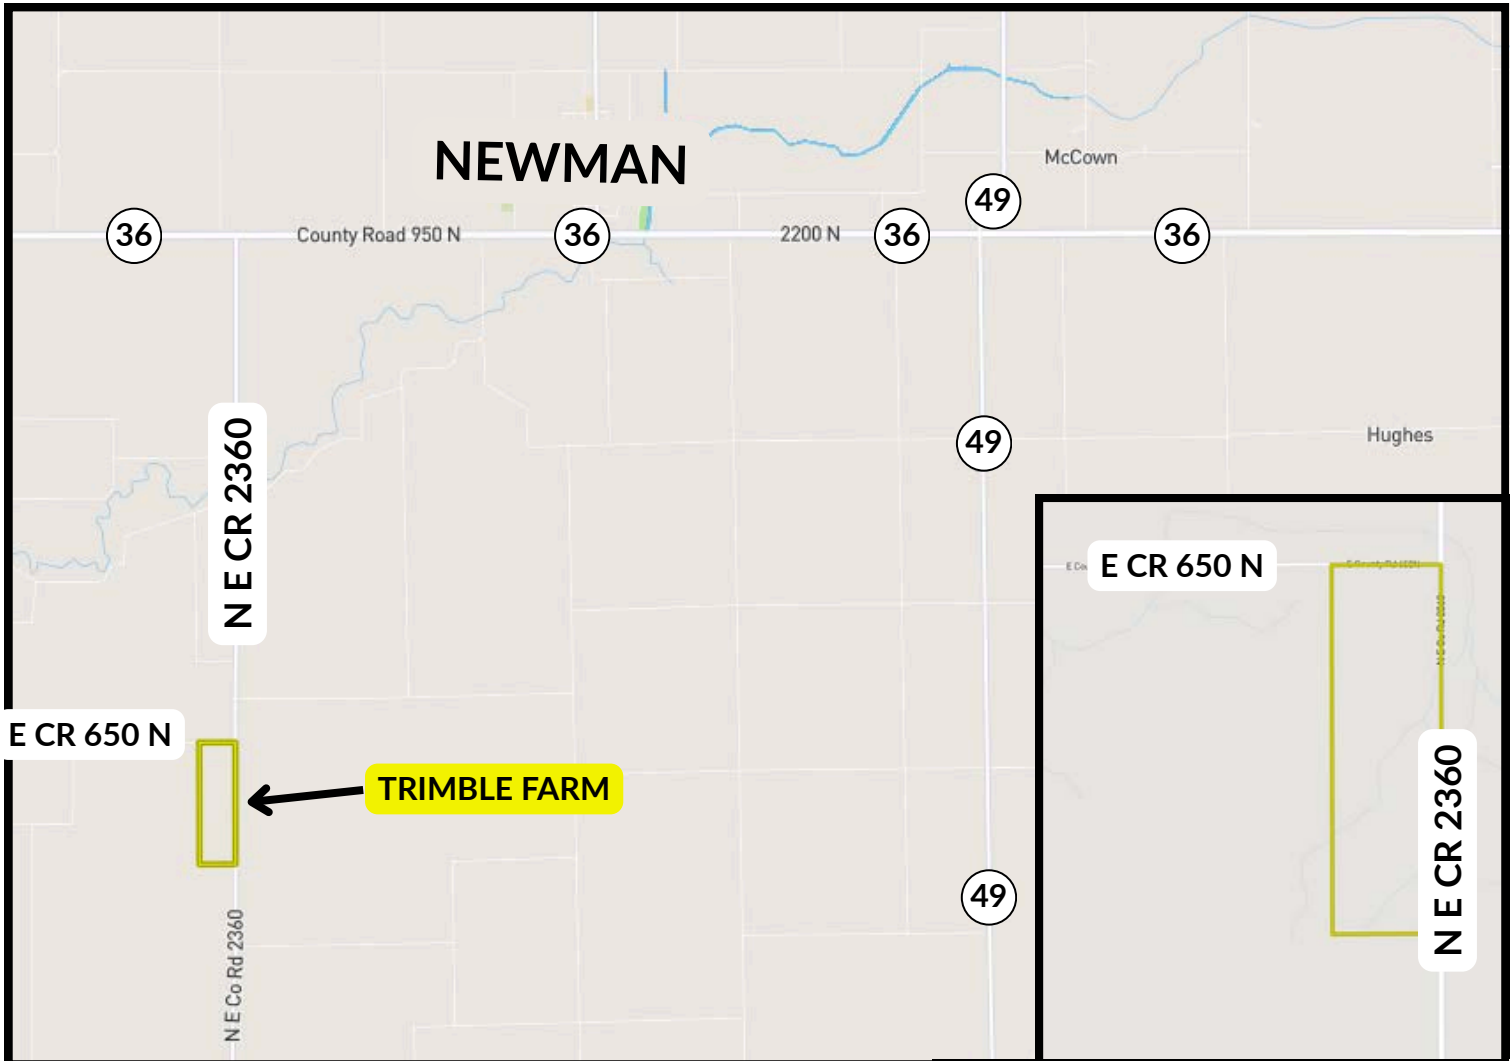 NEWMAN
McCown
49
36
County Road 950 N
36
2200 N
36
36
N E CR 2360
49
Hughes
E CR 650 N
E CR 650 N
TRIMBLE FARM
N E CR 2360
49
N E Co Rd 2360